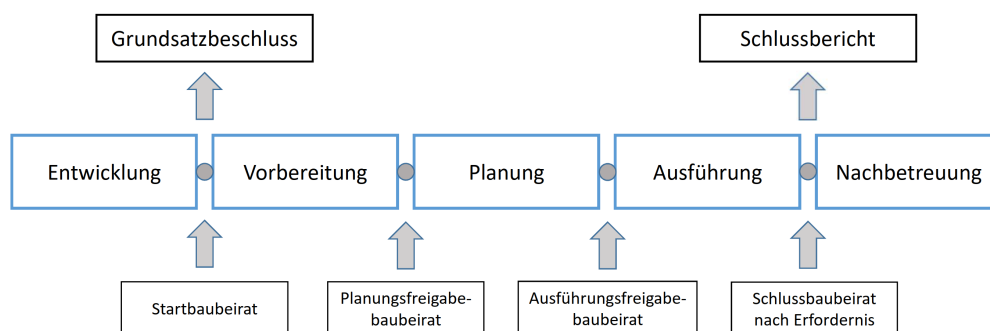 Grundsatzbeschluss
Schlussbericht
Entwicklung
Vorbereitung
Planung
Ausführung
Nachbetreuung
Startbaubeirat
Planungsfreigabe-
baubeirat
Ausführungsfreigabe-
baubeirat
Schlussbaubeirat
nach Erfordernis